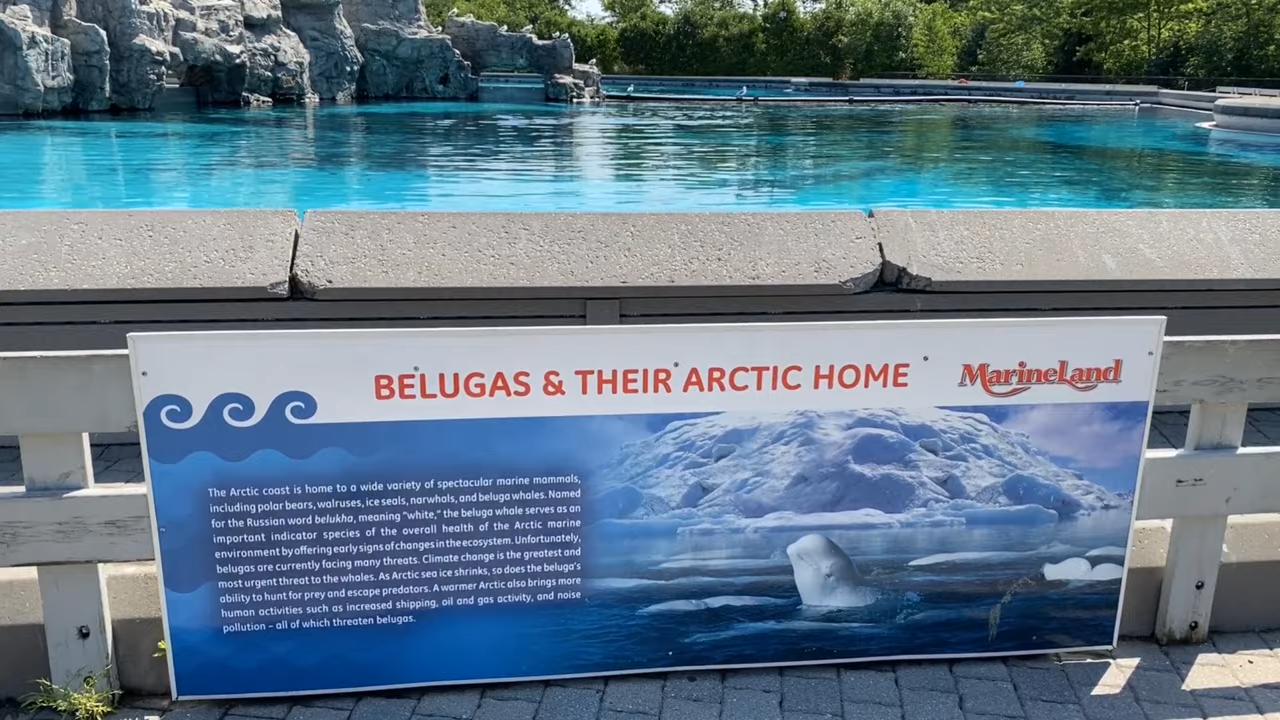 BELUGAS & THEIR ARCTIC HOME
MarineLand
The Arctic coast is home to a wide variety of spectacular marine mammals,
including polar bears, walruses, ice seals, narwhals, and beluga whales. Named
for the Russian word belukha, meaning "white," the beluga whale serves as an
important indicator species of the overall health of the Arctic marine
environment by offering early signs of changes in the ecosystem. Unfortunately,
belugas are currently facing many threats. Climate change is the greatest and
most urgent threat to the whales. As Arctic sea ice shrinks, so does the beluga's
ability to hunt for prey and escape predators. A warmer Arctic also brings more
human activities such as increased shipping, oil and gas activity, and noise
pollution – all of which threaten belugas.